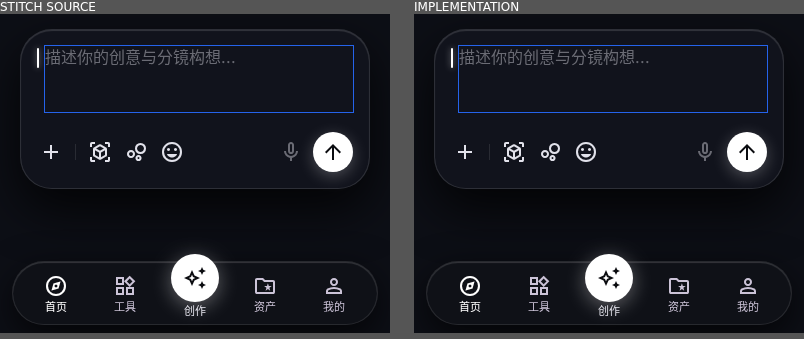 STITCH SOURCE
描述你的创意与分镜构想...
首页 工具 创作 资产 我的
IMPLEMENTATION
描述你的创意与分镜构想...
首页 工具 创作 资产 我的